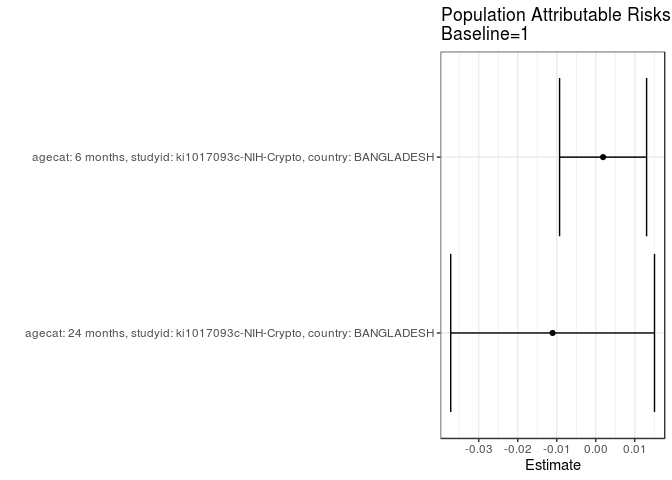 Population Attributable Risks
Baseline=1
agecat: 6 months, studyid: ki1017093c-NIH-Crypto, country: BANGLADESH
agecat: 24 months, studyid: ki1017093c-NIH-Crypto, country: BANGLADESH
-0.03 -0.02 -0.01 0.00 0.01
Estimate